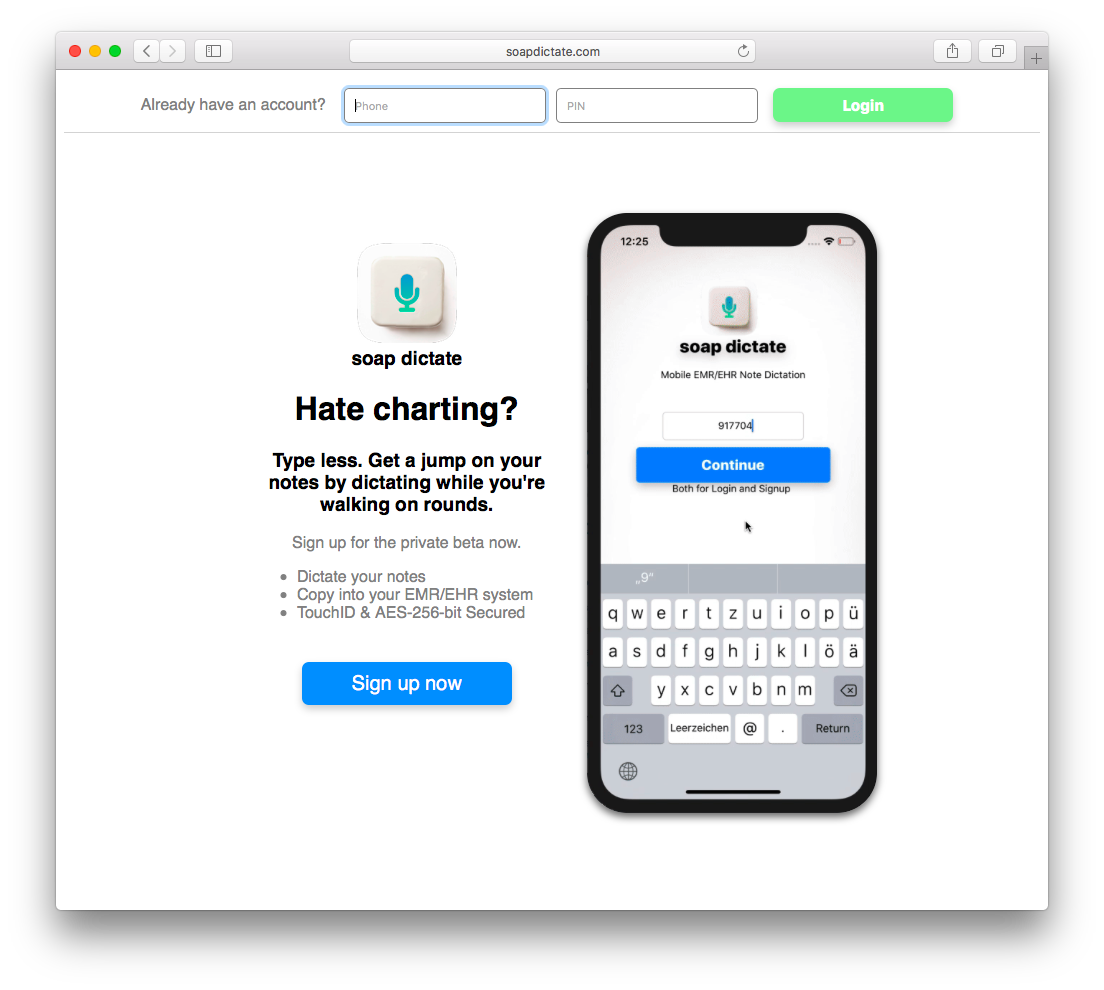 soapdictate.com
Already have an account?
Phone
PIN
Login
soap dictate
Hate charting?
Type less. Get a jump on your
notes by dictating while you're
walking on rounds.
Sign up for the private beta now.
• Dictate your notes
• Copy into your EMR/EHR system
• TouchID & AES-256-bit Secured
Sign up now
12:25
soap dictate
Mobile EMR/EHR Note Dictation
917704
Continue
Both for Login and Signup
„9“
q w e r t z u i o p ü
a s d f g h j k l ö ä
y x c v b n m
123 Leerzeichen @ . Return